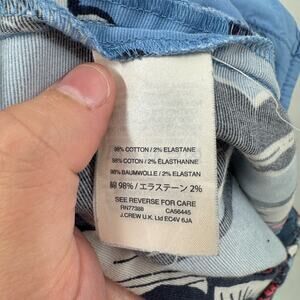 98% COTTON / 2% ELASTANE
98% COTON / 2% ÉLASTHANNE
98% BAUMWOLLE / 2% ELASTAN
綿 98% / エラステーン 2%
SEE REVERSE FOR CARE
RN77388 CA56445
J.CREW U.K. Ltd EC4V 6JA